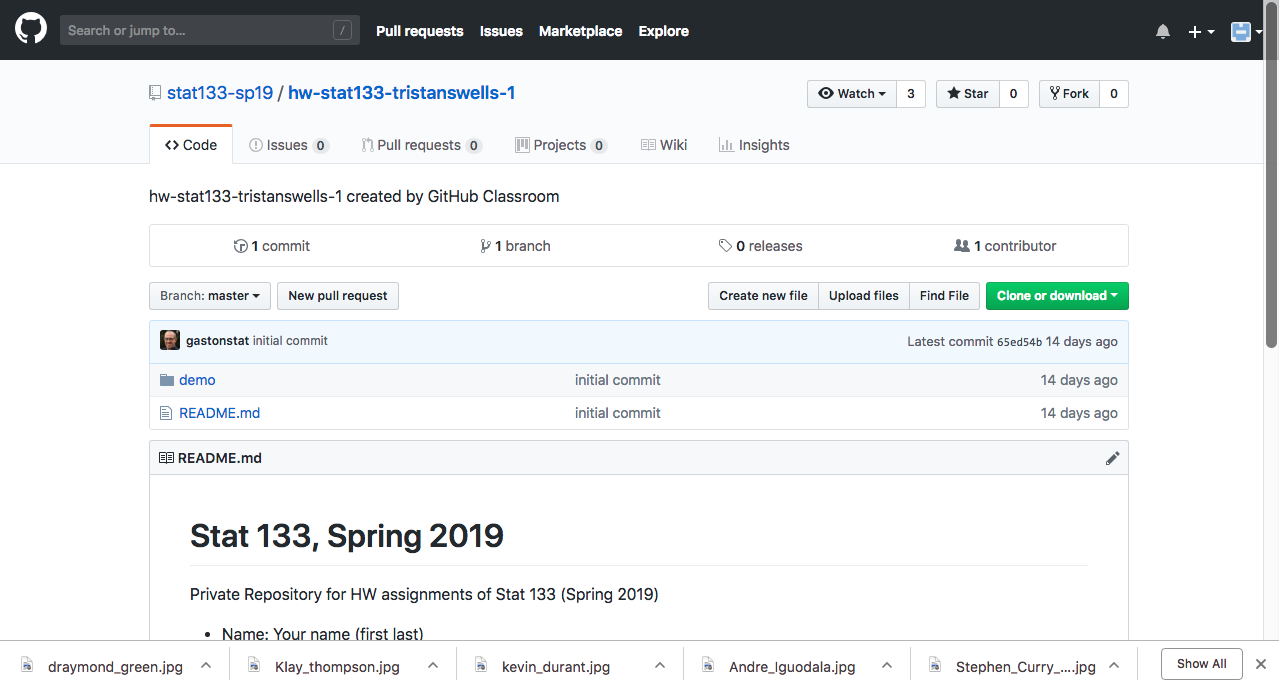 Search or jump to... / Pull requests Issues Marketplace Explore
stat133-sp19 / hw-stat133-tristanswells-1 Watch 3 Star 0 Fork 0
Code Issues 0 Pull requests 0 Projects 0 Wiki Insights
hw-stat133-tristanswells-1 created by GitHub Classroom
1 commit 1 branch 0 releases 1 contributor
Branch: master New pull request Create new file Upload files Find File Clone or download
gastonstat initial commit Latest commit 65ed54b 14 days ago
demo initial commit 14 days ago
README.md initial commit 14 days ago
README.md
Stat 133, Spring 2019
Private Repository for HW assignments of Stat 133 (Spring 2019)
• Name: Your name (first last)
draymond_green.jpg Klay_thompson.jpg kevin_durant.jpg Andre_Iguodala.jpg Stephen_Curry_....jpg Show All